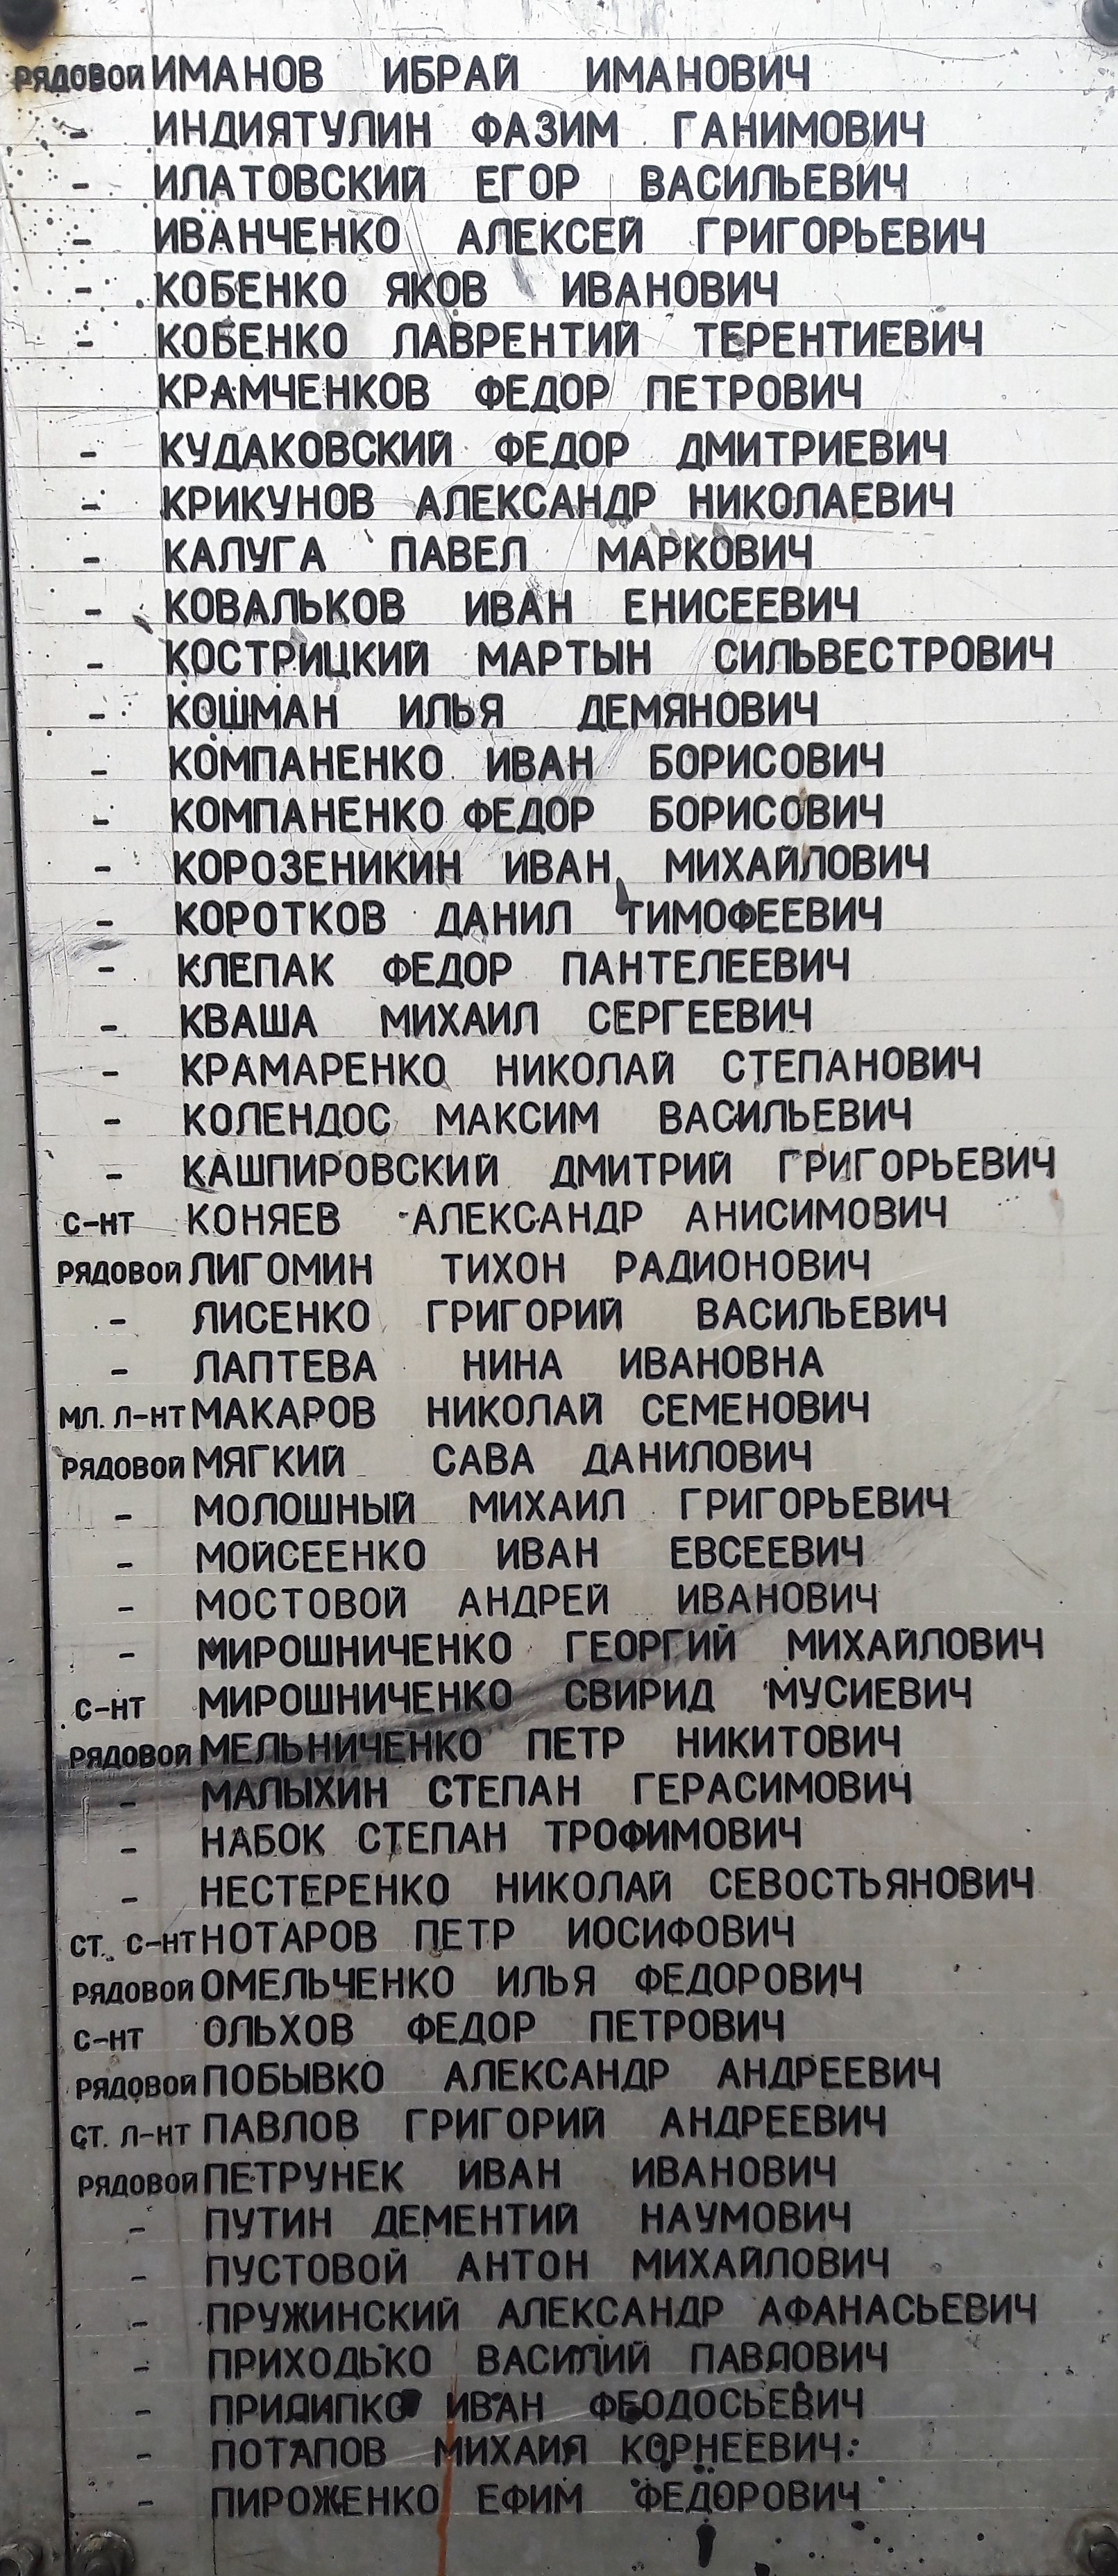 РЯДОВОЙ ИМАНОВ ИБРАЙ ИМАНОВИЧ
– ИНДИЯТУЛИН ФАЗИМ ГАНИМОВИЧ
– ИЛАТОВСКИЙ ЕГОР ВАСИЛЬЕВИЧ
– ИВАНЧЕНКО АЛЕКСЕЙ ГРИГОРЬЕВИЧ
– КОБЕНКО ЯКОВ ИВАНОВИЧ
– КОБЕНКО ЛАВРЕНТИЙ ТЕРЕНТИЕВИЧ
КРАМЧЕНКОВ ФЕДОР ПЕТРОВИЧ
– КУДАКОВСКИЙ ФЕДОР ДМИТРИЕВИЧ
– КРИКУНОВ АЛЕКСАНДР НИКОЛАЕВИЧ
– КАЛУГА ПАВЕЛ МАРКОВИЧ
– КОВАЛЬКОВ ИВАН ЕНИСЕЕВИЧ
– КОСТРИЦКИЙ МАРТЫН СИЛЬВЕСТРОВИЧ
– КОШМАН ИЛЬЯ ДЕМЯНОВИЧ
– КОМПАНЕНКО ИВАН БОРИСОВИЧ
– КОМПАНЕНКО ФЕДОР БОРИСОВИЧ
– КОРОЗЕНИКИН ИВАН МИХАЙЛОВИЧ
– КОРОТКОВ ДАНИЛ ТИМОФЕЕВИЧ
– КЛЕПАК ФЕДОР ПАНТЕЛЕЕВИЧ
– КВАША МИХАИЛ СЕРГЕЕВИЧ
– КРАМАРЕНКО НИКОЛАЙ СТЕПАНОВИЧ
– КОЛЕНДОС МАКСИМ ВАСИЛЬЕВИЧ
– КАШПИРОВСКИЙ ДМИТРИЙ ГРИГОРЬЕВИЧ
С-НТ КОНЯЕВ АЛЕКСАНДР АНИСИМОВИЧ
РЯДОВОЙ ЛИГОМИН ТИХОН РАДИОНОВИЧ
– ЛИСЕНКО ГРИГОРИЙ ВАСИЛЬЕВИЧ
– ЛАПТЕВА НИНА ИВАНОВНА
МЛ. Л-НТ МАКАРОВ НИКОЛАЙ СЕМЕНОВИЧ
РЯДОВОЙ МЯГКИЙ САВА ДАНИЛОВИЧ
– МОЛОШНЫЙ МИХАИЛ ГРИГОРЬЕВИЧ
– МОЙСЕЕНКО ИВАН ЕВСЕЕВИЧ
– МОСТОВОЙ АНДРЕЙ ИВАНОВИЧ
– МИРОШНИЧЕНКО ГЕОРГИЙ МИХАЙЛОВИЧ
С-НТ МИРОШНИЧЕНКО СВИРИД МУСИЕВИЧ
РЯДОВОЙ МЕЛЬНИЧЕНКО ПЕТР НИКИТОВИЧ
– МАЛЫХИН СТЕПАН ГЕРАСИМОВИЧ
– НАБОК СТЕПАН ТРОФИМОВИЧ
– НЕСТЕРЕНКО НИКОЛАЙ СЕВОСТЬЯНОВИЧ
СТ. С-НТ НОТАРОВ ПЕТР ИОСИФОВИЧ
РЯДОВОЙ ОМЕЛЬЧЕНКО ИЛЬЯ ФЕДОРОВИЧ
С-НТ ОЛЬХОВ ФЕДОР ПЕТРОВИЧ
РЯДОВОЙ ПОБЫВКО АЛЕКСАНДР АНДРЕЕВИЧ
СТ. Л-НТ ПАВЛОВ ГРИГОРИЙ АНДРЕЕВИЧ
РЯДОВОЙ ПЕТРУНЕК ИВАН ИВАНОВИЧ
– ПУТИН ДЕМЕНТИЙ НАУМОВИЧ
– ПУСТОВОЙ АНТОН МИХАЙЛОВИЧ
– ПРУЖИНСКИЙ АЛЕКСАНДР АФАНАСЬЕВИЧ
– ПРИХОДЬКО ВАСИЛИЙ ПАВЛОВИЧ
– ПРИЛИПКО ИВАН ФЕОДОСЬЕВИЧ
– ПОТАПОВ МИХАИЛ КОРНЕЕВИЧ
– ПИРОЖЕНКО ЕФИМ ФЕДОРОВИЧ